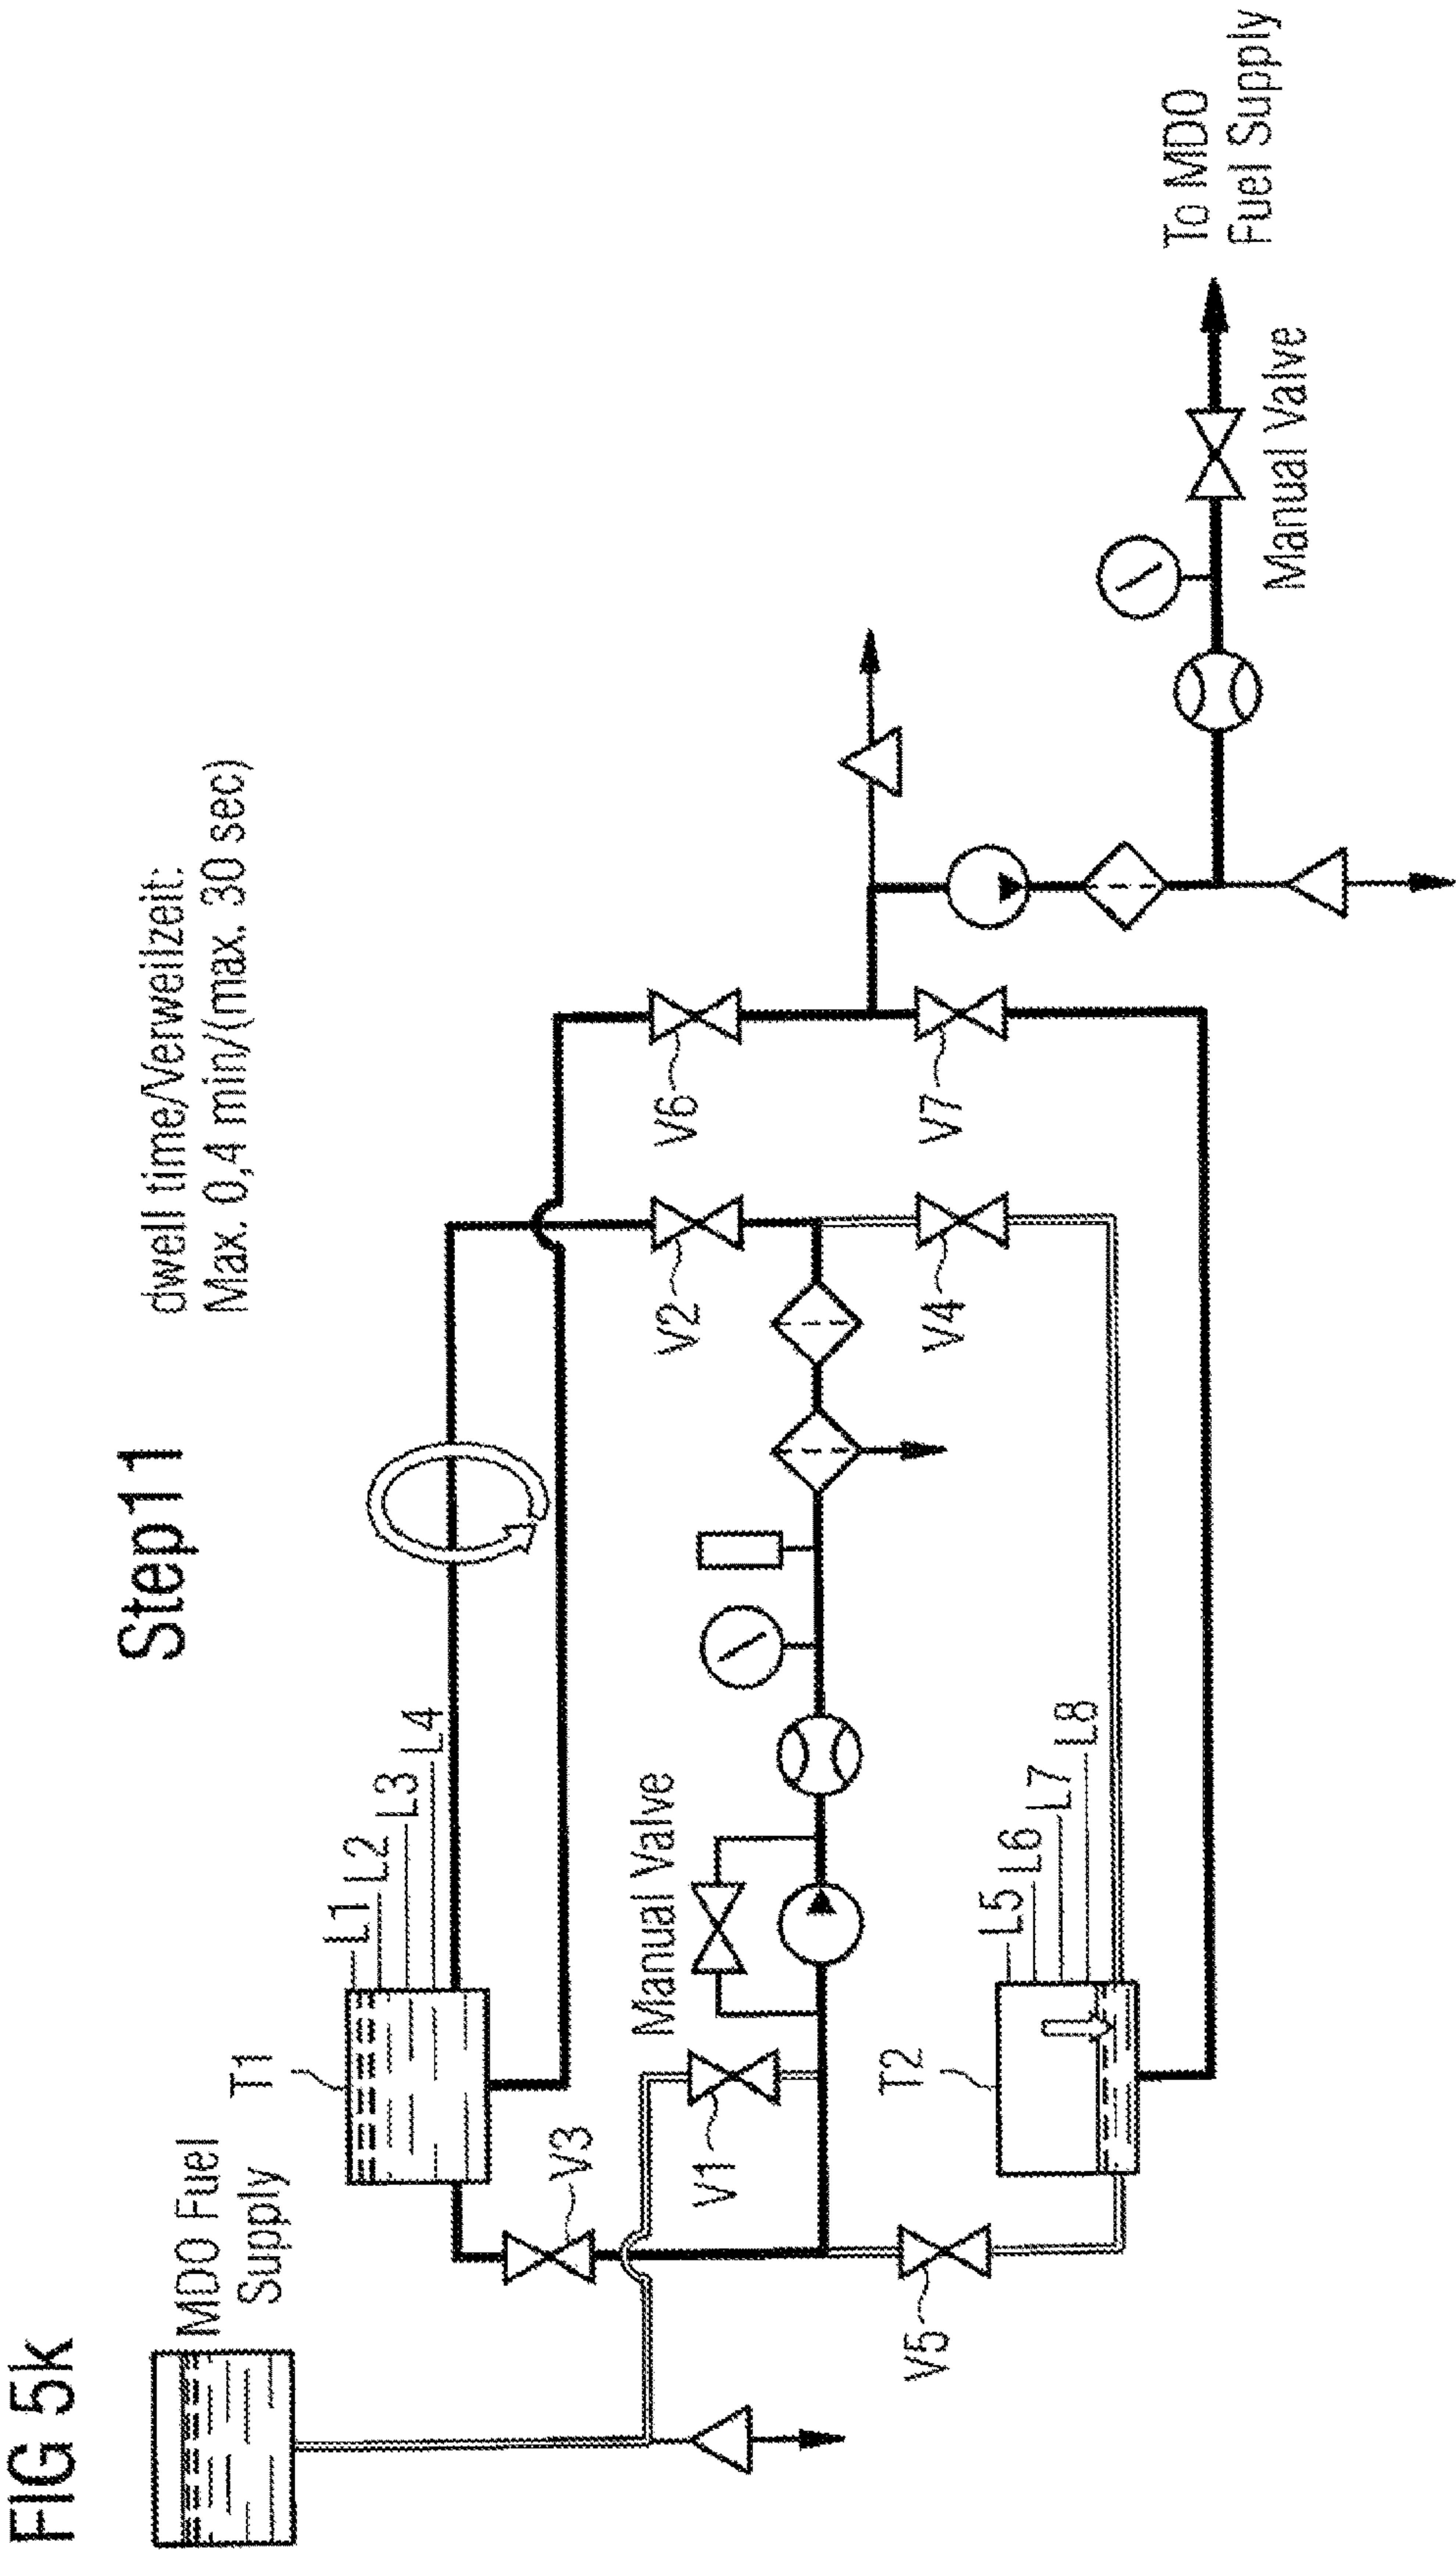 FIG 5k
Step11
dwell time/Verweilzeit:
Max. 0,4 min/(max. 30 sec)
MDO Fuel
Supply
T1
L1
L2
L3
L4
V3
V1
Manual Valve
V2
V6
V5
T2
L5
L6
L7
L8
V4
V7
Manual Valve
To MDO
Fuel Supply